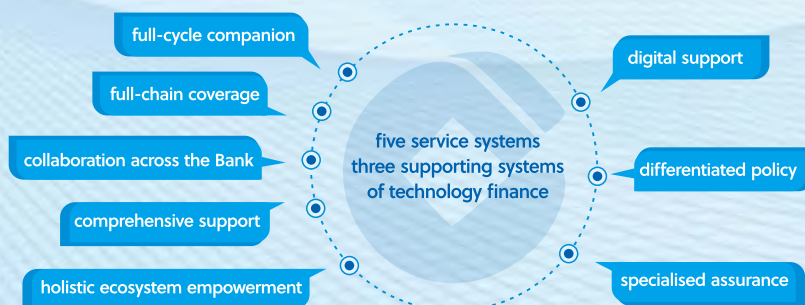 full-cycle companion
full-chain coverage
collaboration across the Bank
comprehensive support
holistic ecosystem empowerment
five service systems
three supporting systems
of technology finance
digital support
differentiated policy
specialised assurance